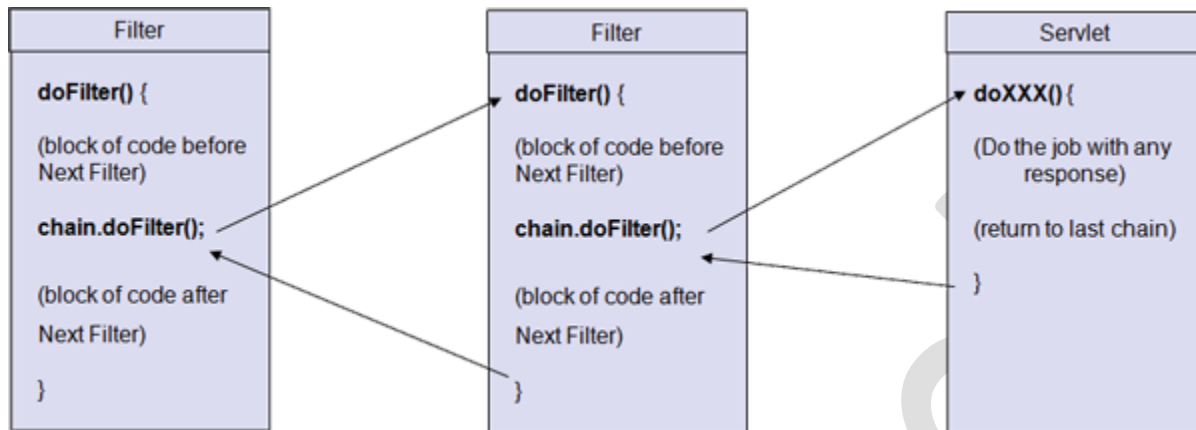 Filter
doFilter() {
(block of code before
Next Filter)
chain.doFilter();
(block of code after
Next Filter)
}
Filter
doFilter() {
(block of code before
Next Filter)
chain.doFilter();
(block of code after
Next Filter)
}
Servlet
doXXX() {
(Do the job with any
response)
(return to last chain)
}